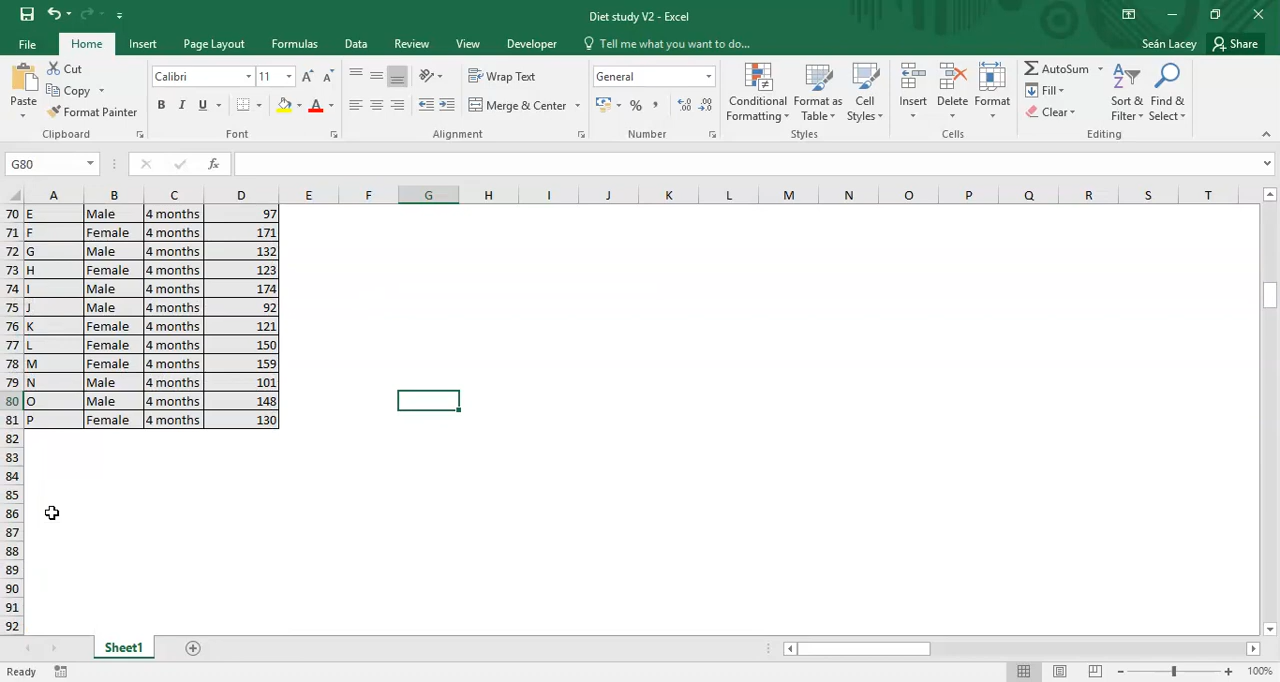 Diet study V2 - Excel
File Home Insert Page Layout Formulas Data Review View Developer Tell me what you want to do... Seán Lacey Share
Paste Cut Copy Format Painter Clipboard
Calibri 11 A A B I U A Font
Wrap Text Merge & Center Alignment
General % , Number
Conditional Formatting Format as Table Cell Styles Styles
Insert Delete Format Cells
AutoSum Fill Clear Sort & Filter Find & Select Editing
G80 fx
A B C D E F G H I J K L M N O P Q R S T
70 E Male 4 months 97
71 F Female 4 months 171
72 G Male 4 months 132
73 H Female 4 months 123
74 I Male 4 months 174
75 J Male 4 months 92
76 K Female 4 months 121
77 L Female 4 months 150
78 M Female 4 months 159
79 N Male 4 months 101
80 O Male 4 months 148
81 P Female 4 months 130
82
83
84
85
86
87
88
89
90
91
92
Sheet1
Ready 100%